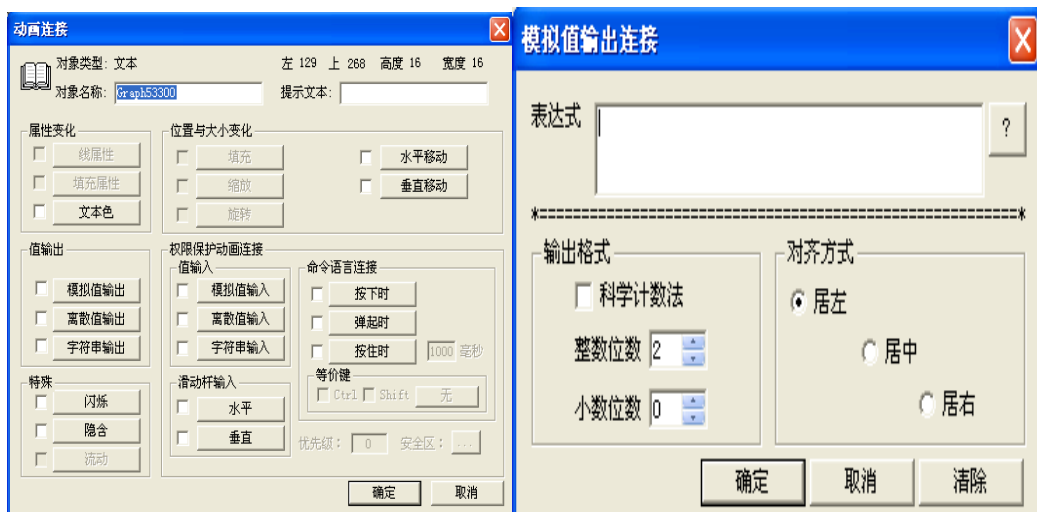 动画连接
对象类型: 文本 左 129 上 268 高度 16 宽度 16
对象名称: Graph53300 提示文本:
属性变化 位置与大小变化
线属性 填充 水平移动
填充属性 缩放 垂直移动
文本色 旋转
值输出 权限保护动画连接
值输入 命令语言连接
模拟值输出 模拟值输入 按下时
离散值输出 离散值输入 弹起时
字符串输出 字符串输入 按住时 1000 毫秒
特殊 滑动杆输入 等价键
闪烁 水平 Ctrl Shift 无
隐含 垂直 优先级: 0 安全区: ...
流动
确定 取消
模拟值输出连接
表达式 ?
*==================================================*
输出格式 对齐方式
科学计数法 居左
整数位数 2 居中
小数位数 0 居右
确定 取消 清除